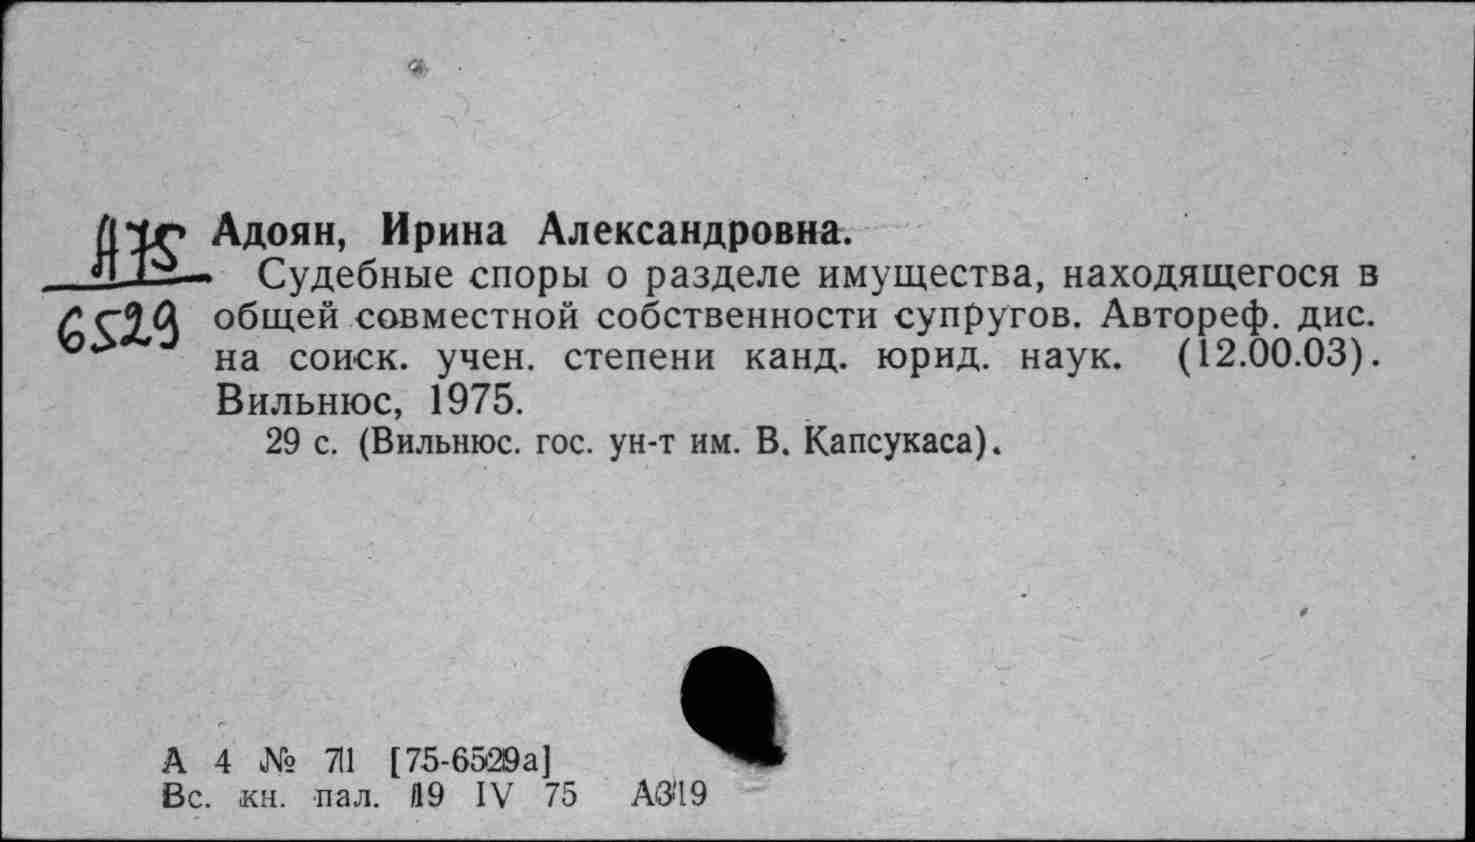 А75
6529
Адоян, Ирина Александровна.
Судебные споры о разделе имущества, находящегося в
общей совместной собственности супругов. Автореф. дис.
на соиск. учен. степени канд. юрид. наук. (12.00.03).
Вильнюс, 1975.
29 с. (Вильнюс. гос. ун-т им. В. Капсукаса).
А 4 № 711 [75-6529а]
Вс. кн. пал. 19 IV 75 А319